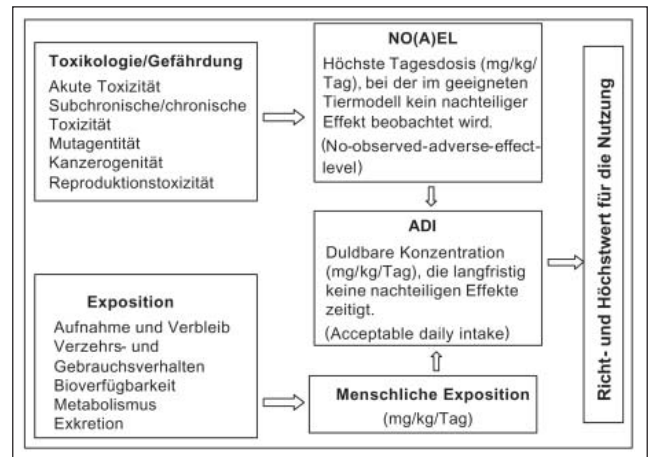 Toxikologie/Gefährdung
Akute Toxizität
Subchronische/chronische
Toxizität
Mutagentität
Kanzerogenität
Reproduktionstoxizität
NO(A)EL
Höchste Tagesdosis (mg/kg/
Tag), bei der im geeigneten
Tiermodell kein nachteiliger
Effekt beobachtet wird.
(No-observed-adverse-effect-
level)
ADI
Duldbare Konzentration
(mg/kg/Tag), die langfristig
keine nachteiligen Effekte
zeitigt.
(Acceptable daily intake)
Exposition
Aufnahme und Verbleib
Verzehrs- und
Gebrauchsverhalten
Bioverfügbarkeit
Metabolismus
Exkretion
Menschliche Exposition
(mg/kg/Tag)
Richt- und Höchstwert für die Nutzung